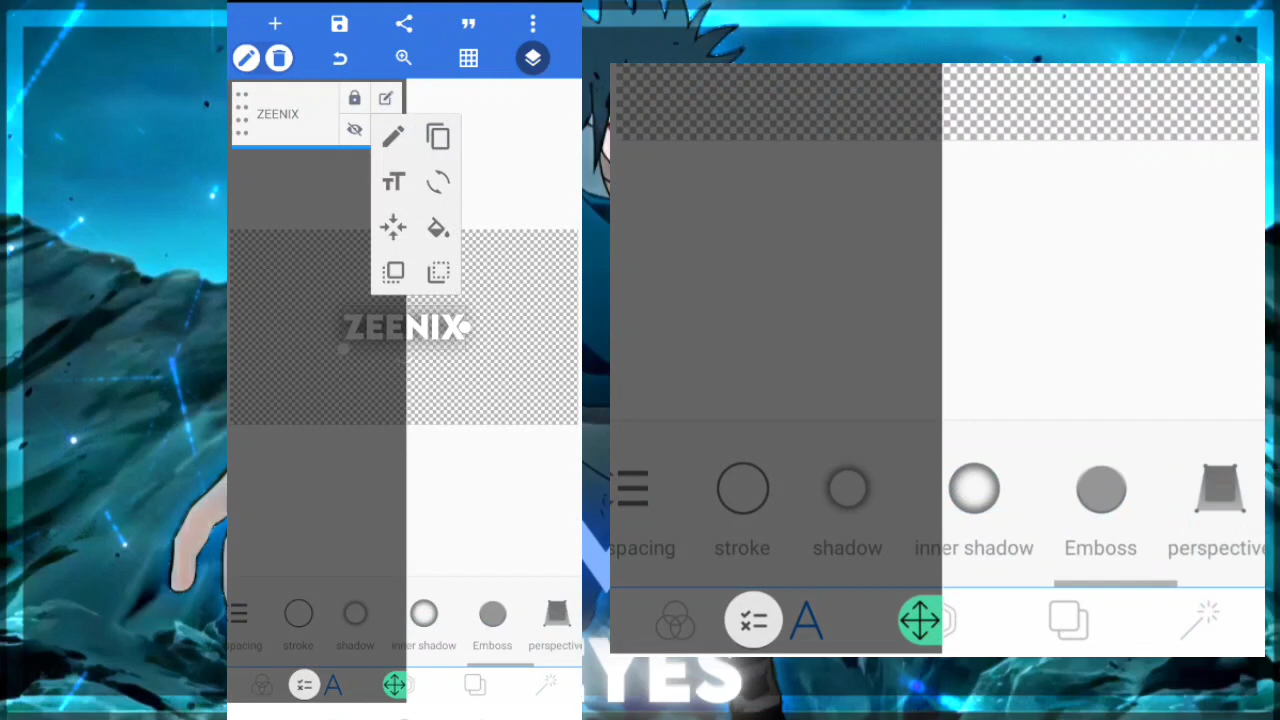 ZEENIX
ZEENIX
spacing
stroke
shadow
inner shadow
Emboss
perspective
spacing
stroke
shadow
inner shadow
Emboss
perspective
YES